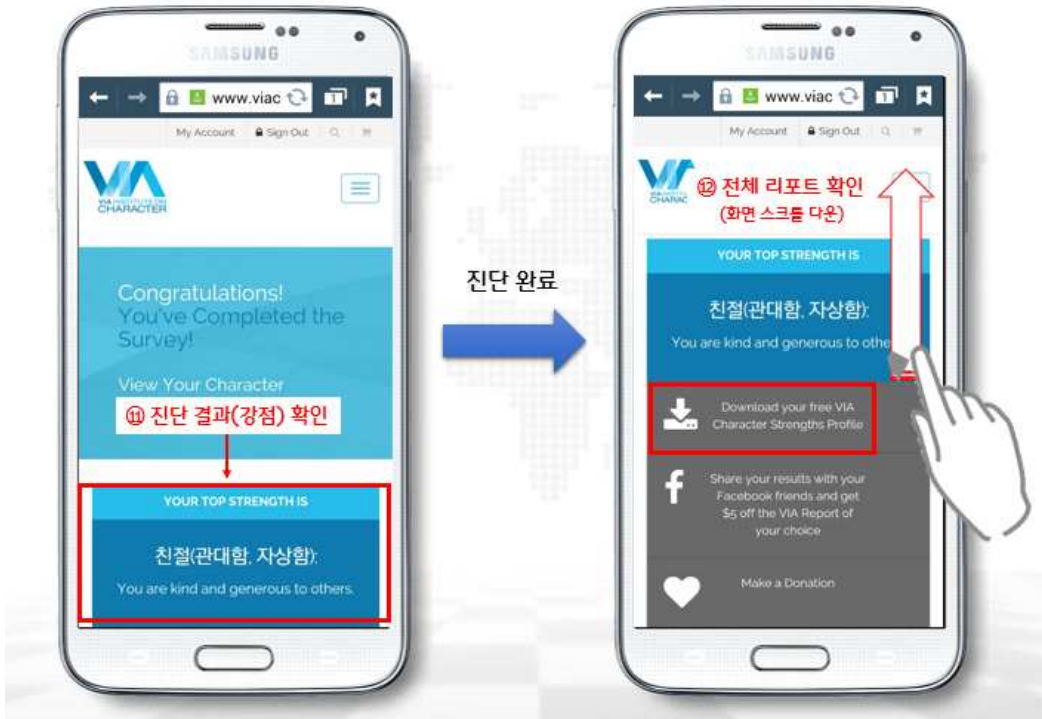 SAMSUNG
www.viac
1
My Account Sign Out
VIA
VIA INSTITUTE ON
CHARACTER
Congratulations!
You've Completed the
Survey!
View Your Character
⑪ 진단 결과(강점) 확인
YOUR TOP STRENGTH IS
친절(관대함, 자상함):
You are kind and generous to others.
진단 완료
SAMSUNG
www.viac
1
My Account Sign Out
⑫ 전체 리포트 확인
(화면 스크롤 다운)
YOUR TOP STRENGTH IS
친절(관대함, 자상함):
You are kind and generous to othe
Download your free VIA
Character Strengths Profile
Share your results with your
Facebook friends and get
$5 off the VIA Report of
your choice
Make a Donation